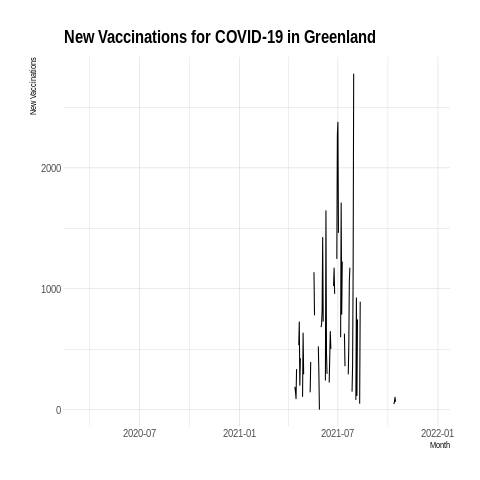 New Vaccinations for COVID-19 in Greenland
New Vaccinations
2000
1000
0
2020-07 2021-01 2021-07 2022-01
Month